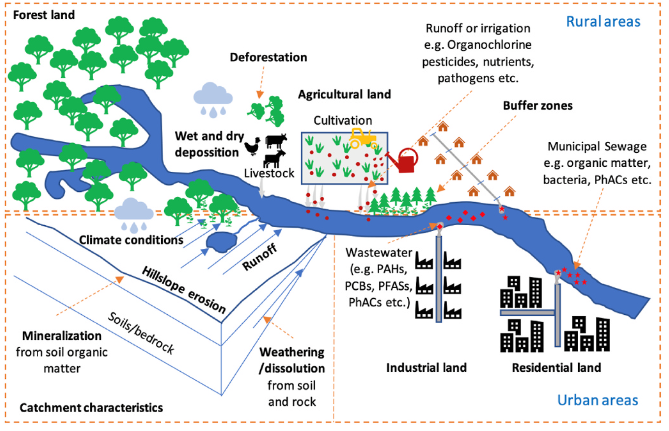 Forest land
Rural areas
Runoff or irrigation
e.g. Organochlorine
pesticides, nutrients,
pathogens etc.
Deforestation
Agricultural land
Buffer zones
Cultivation
Wet and dry
depossition
Livestock
Municipal Sewage
e.g. organic matter,
bacteria, PhACs etc.
Climate conditions
Runoff
Hillslope erosion
Wastewater
(e.g. PAHs,
PCBs, PFASs,
PhACs etc.)
Soils/bedrock
Mineralization
from soil organic
matter
Weathering
/dissolution
from soil
and rock
Industrial land
Residential land
Catchment characteristics
Urban areas